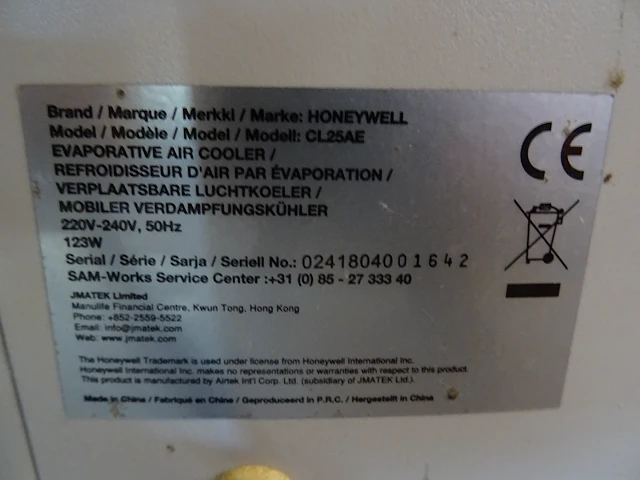 Brand / Marque / Merkki / Marke: HONEYWELL
Model / Modèle / Model / Modell: CL25AE
EVAPORATIVE AIR COOLER /
REFROIDISSEUR D'AIR PAR ÉVAPORATION /
VERPLAATSBARE LUCHTKOELER /
MOBILER VERDAMPFUNGSKÜHLER
220V-240V, 50Hz
123W
Serial / Série / Sarja / Seriell No.: 0241804001642
SAM-Works Service Center :+31 (0) 85 - 27 333 40
JMATEK Limited
Manulife Financial Centre, Kwun Tong, Hong Kong
Phone: +852-2559-5522
Email: info@jmatek.com
Web: www.jmatek.com
The Honeywell Trademark is used under license from Honeywell International Inc.
Honeywell International Inc. makes no representations or warranties with respect to this product.
This product is manufactured by Airtek Int'l Corp. Ltd. (subsidiary of JMATEK Ltd.).
Made in China / Fabriqué en Chine / Geproduceerd in P.R.C. / Hergestellt in China
CE